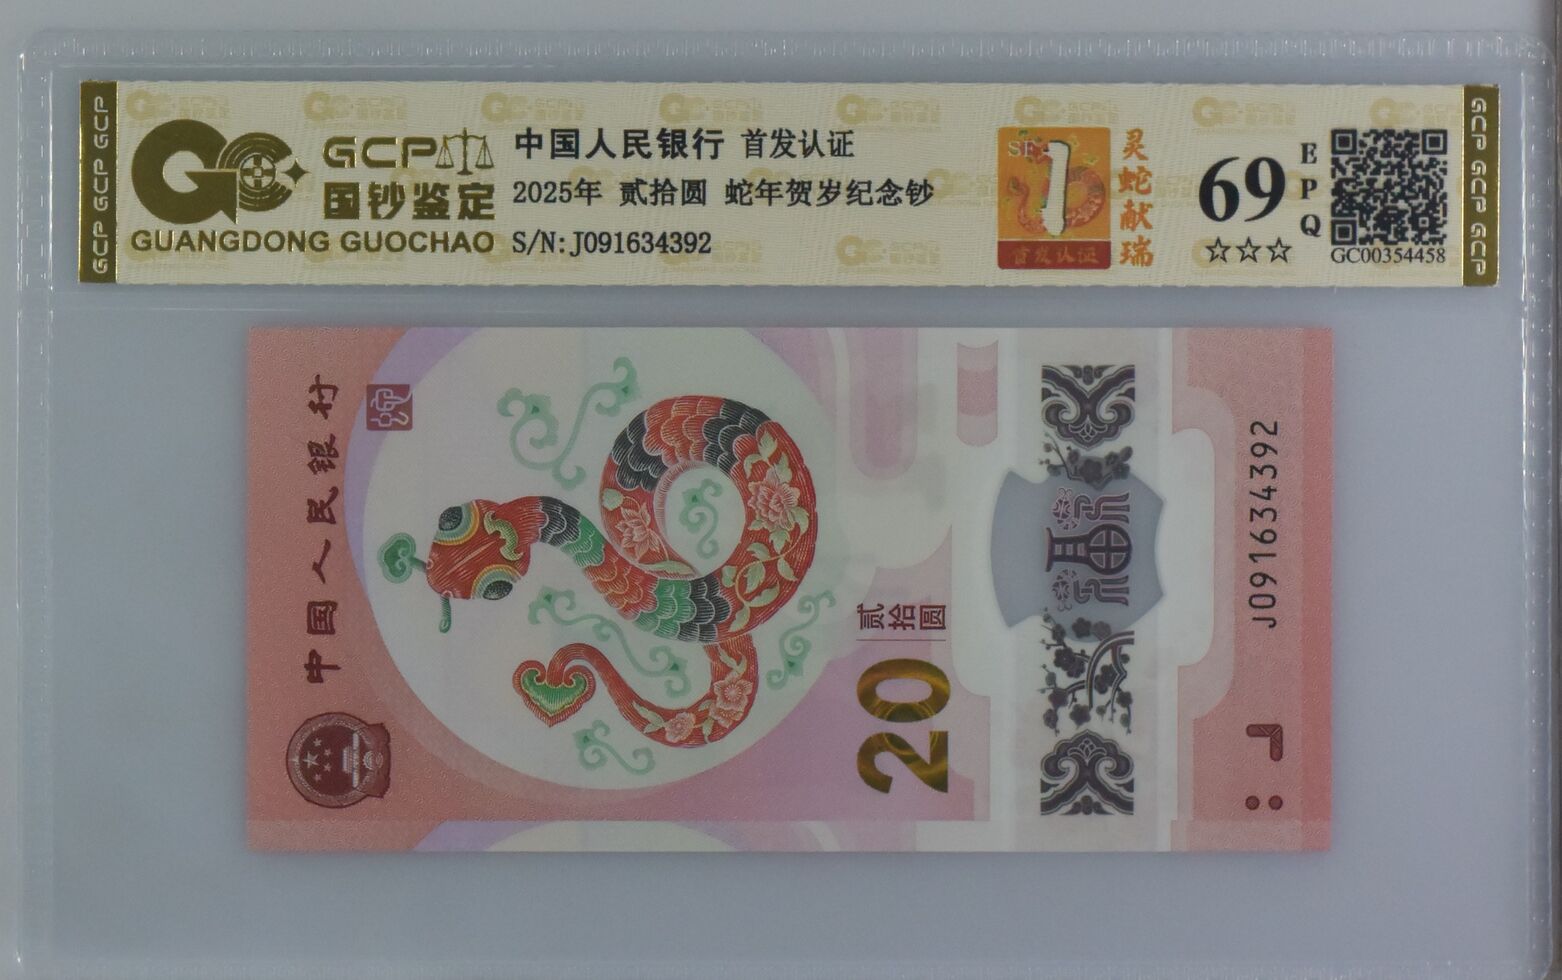 GCP GCP GCP
GCP
国钞鉴定
GUANGDONG GUOCHAO
中国人民银行 首发认证
2025年 贰拾圆 蛇年贺岁纪念钞
S/N:J091634392
1
首发认证
灵蛇献瑞
69
EPQ
☆☆☆
GC00354458
GCP GCP GCP
中国人民银行
贰拾圆
20
福
J091634392